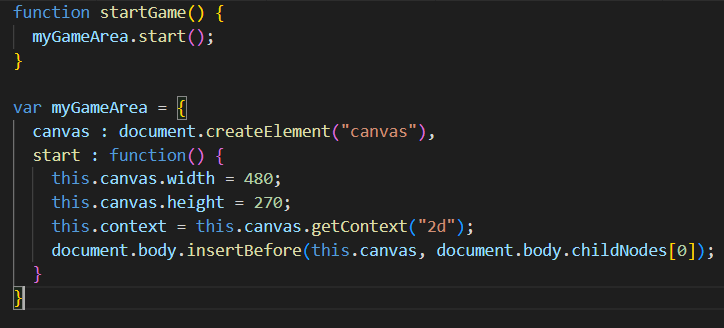 function startGame() {
  myGameArea.start();
}

var myGameArea = {
  canvas : document.createElement("canvas"),
  start : function() {
    this.canvas.width = 480;
    this.canvas.height = 270;
    this.context = this.canvas.getContext("2d");
    document.body.insertBefore(this.canvas, document.body.childNodes[0]);
  }
}